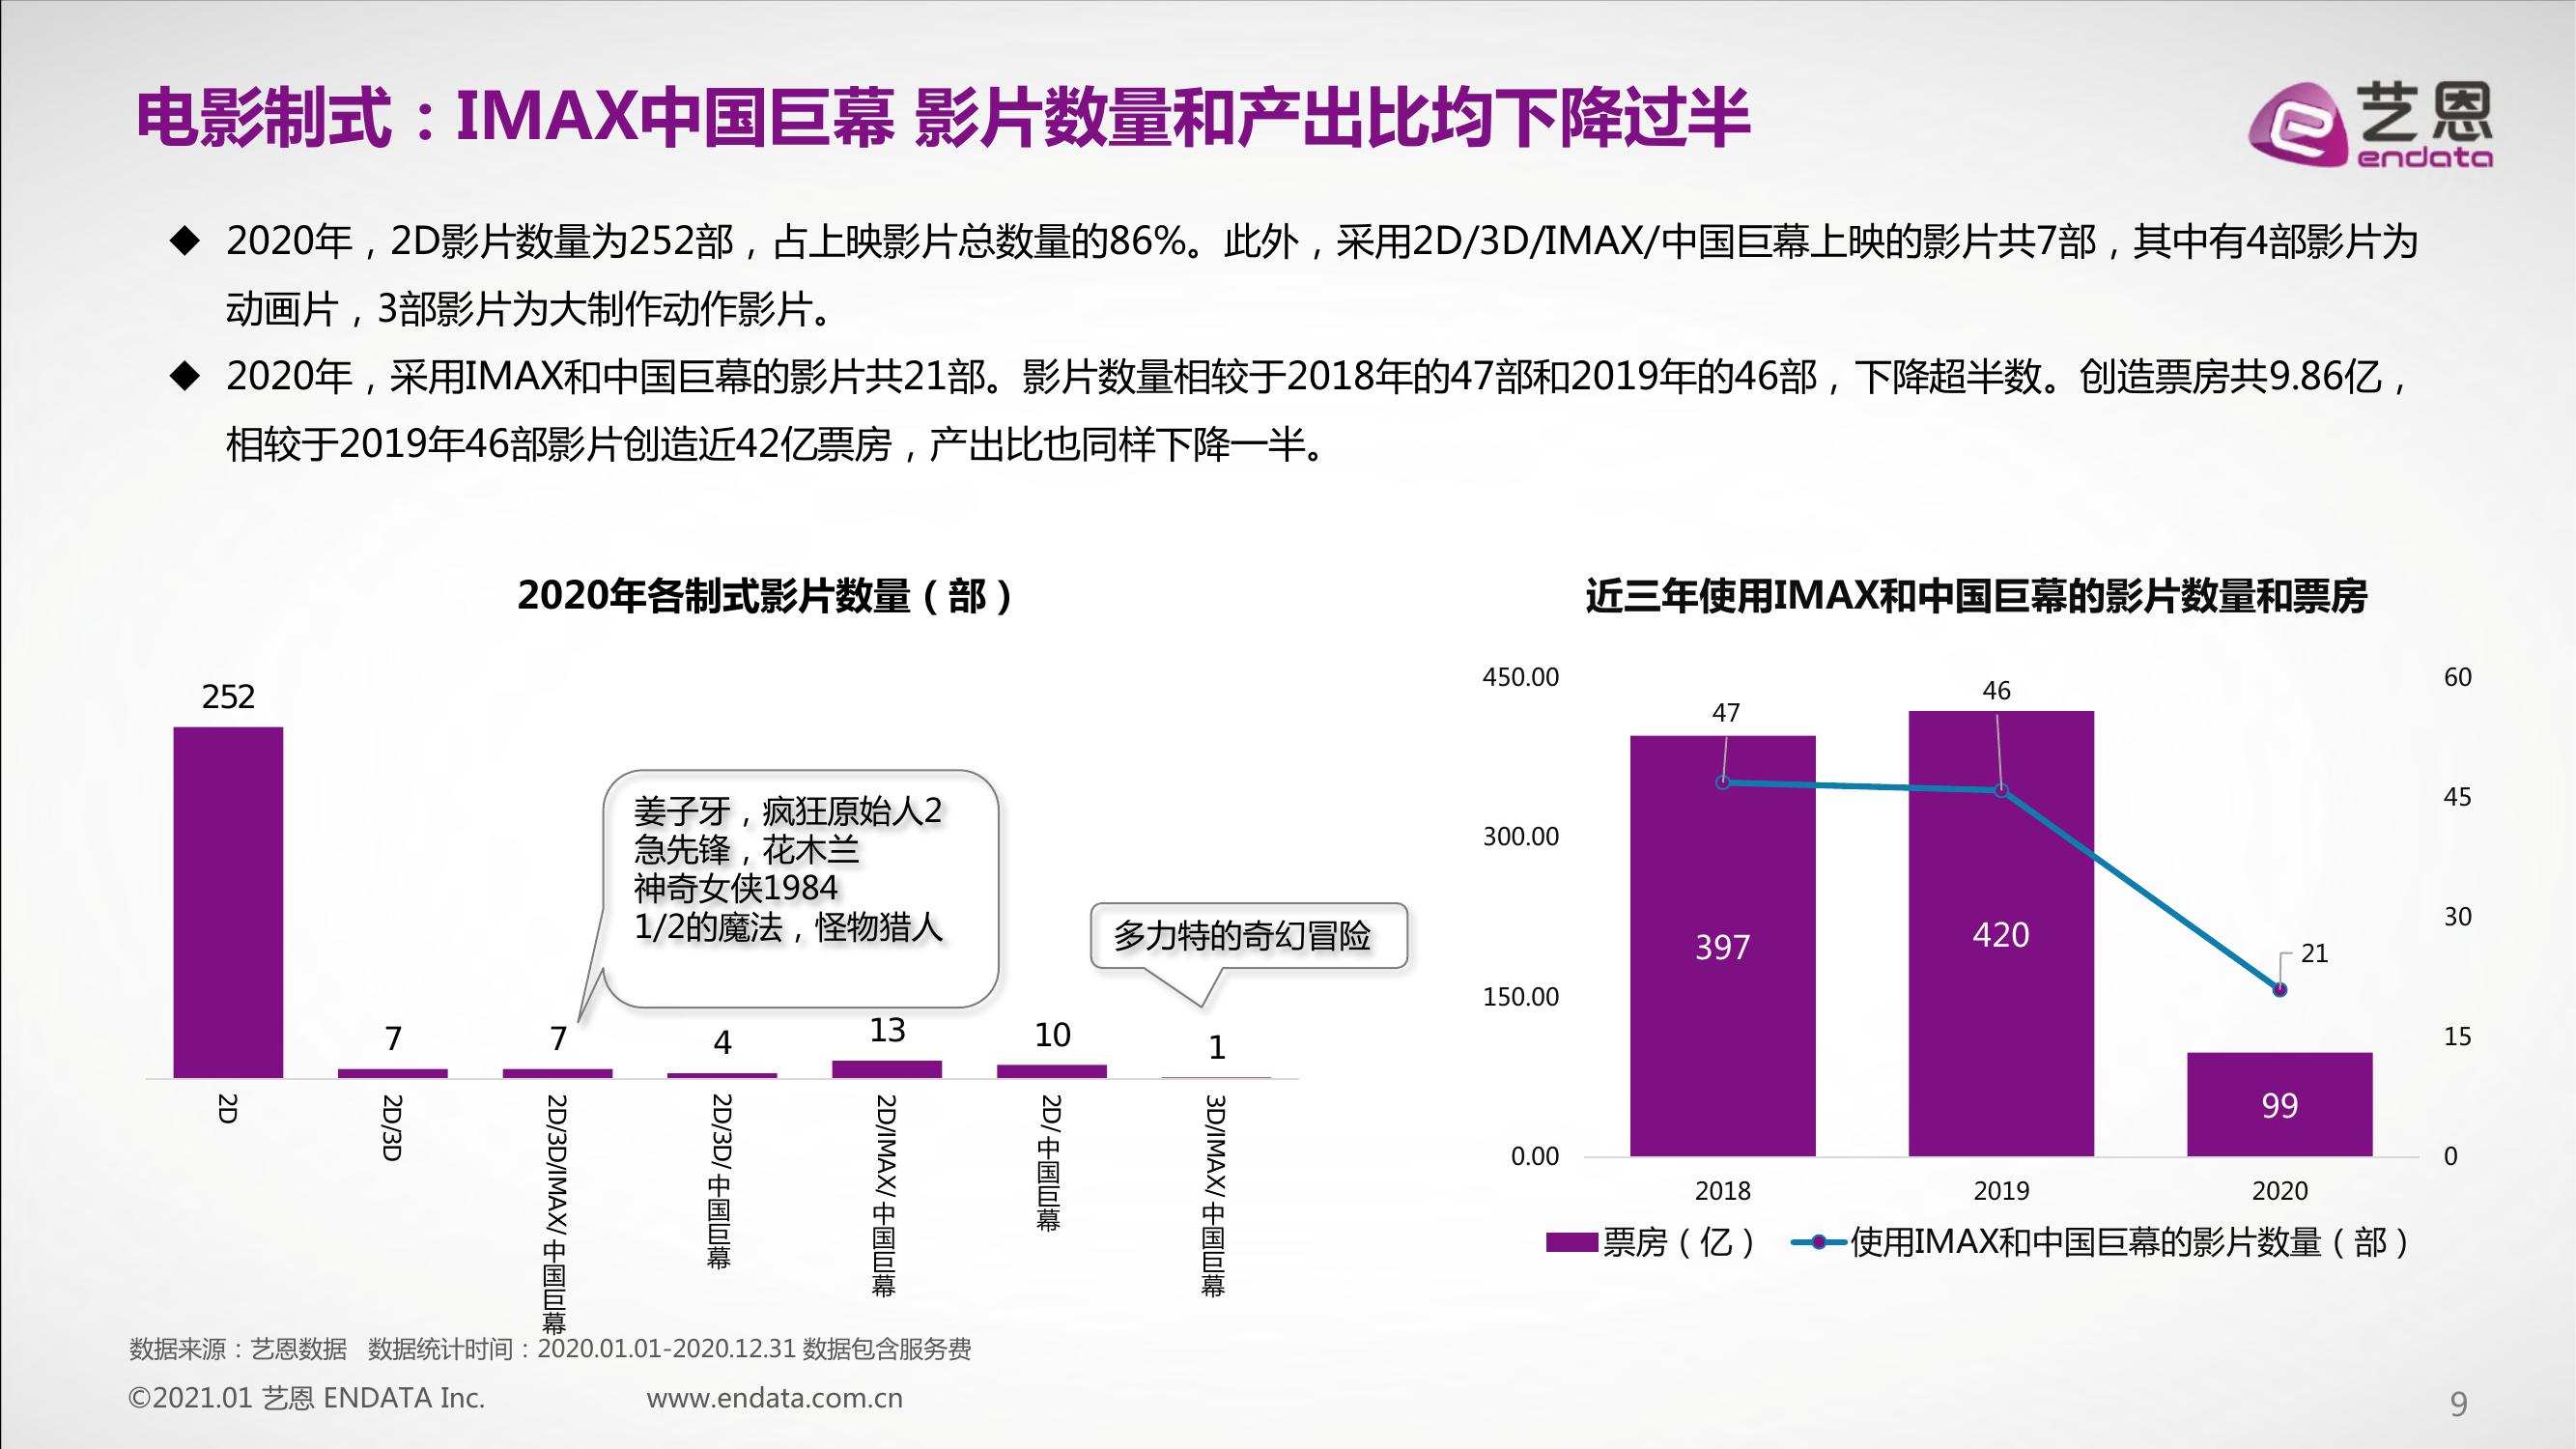 电影制式：IMAX中国巨幕 影片数量和产出比均下降过半
艺恩
endata
◆ 2020年，2D影片数量为252部，占上映影片总数量的86%。此外，采用2D/3D/IMAX/中国巨幕上映的影片共7部，其中有4部影片为
动画片，3部影片为大制作动作影片。
◆ 2020年，采用IMAX和中国巨幕的影片共21部。影片数量相较于2018年的47部和2019年的46部，下降超半数。创造票房共9.86亿，
相较于2019年46部影片创造近42亿票房，产出比也同样下降一半。
2020年各制式影片数量（部）
252
7
7
4
13
10
1
姜子牙，疯狂原始人2
急先锋，花木兰
神奇女侠1984
1/2的魔法，怪物猎人
多力特的奇幻冒险
2D
2D/3D
2D/3D/IMAX/中国巨幕
2D/3D/中国巨幕
2D/IMAX/中国巨幕
2D/中国巨幕
3D/IMAX/中国巨幕
近三年使用IMAX和中国巨幕的影片数量和票房
450.00
300.00
150.00
0.00
60
45
30
15
0
47
46
21
397
420
99
2018
2019
2020
票房（亿）
使用IMAX和中国巨幕的影片数量（部）
数据来源：艺恩数据 数据统计时间：2020.01.01-2020.12.31 数据包含服务费
©2021.01 艺恩 ENDATA Inc.
www.endata.com.cn
9